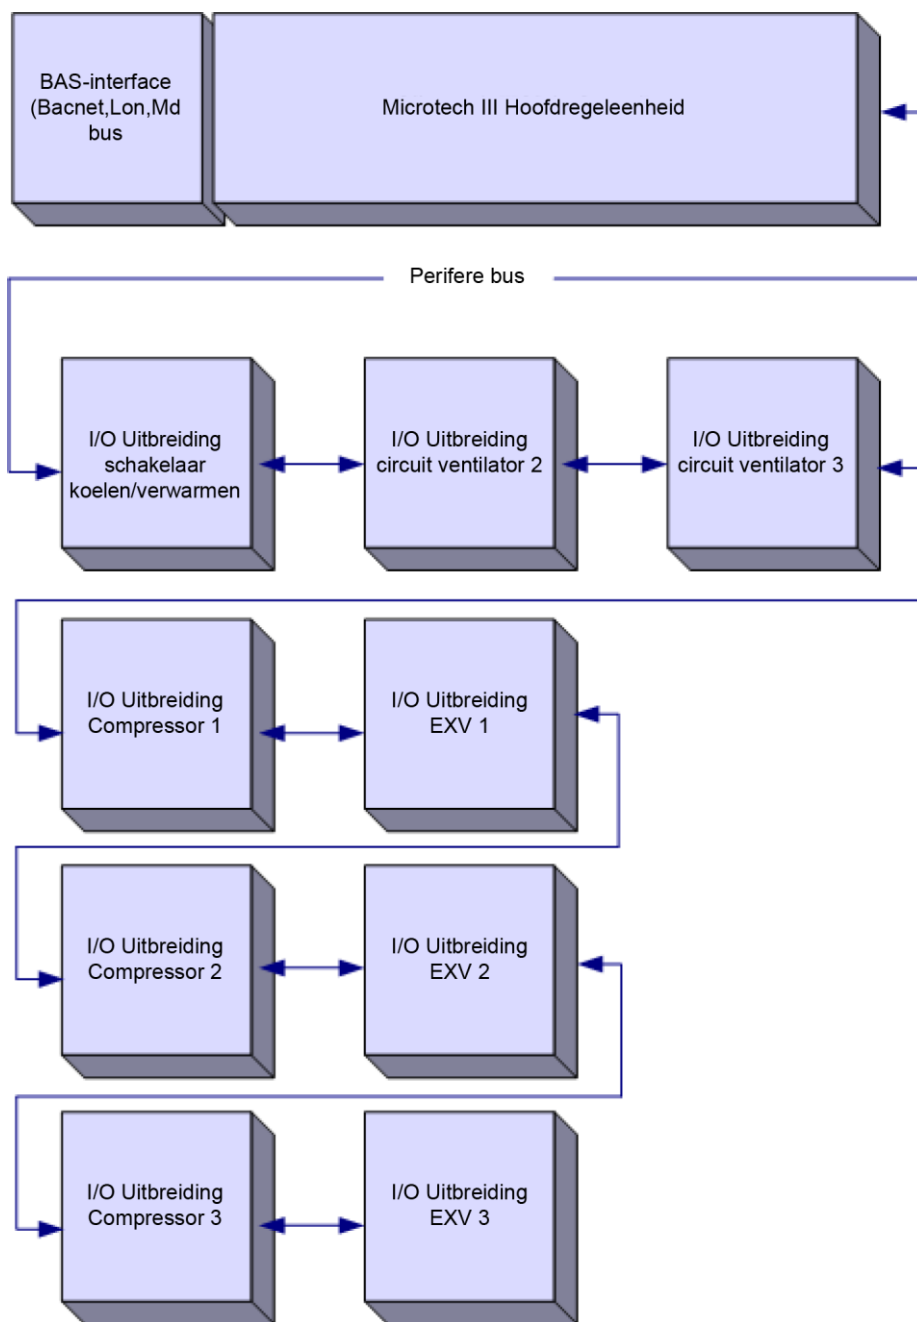 BAS-interface
(Bacnet,Lon,Md
bus
Microtech III Hoofdregeleenheid
Perifere bus
I/O Uitbreiding
schakelaar
koelen/verwarmen
I/O Uitbreiding
circuit ventilator 2
I/O Uitbreiding
circuit ventilator 3
I/O Uitbreiding
Compressor 1
I/O Uitbreiding
EXV 1
I/O Uitbreiding
Compressor 2
I/O Uitbreiding
EXV 2
I/O Uitbreiding
Compressor 3
I/O Uitbreiding
EXV 3